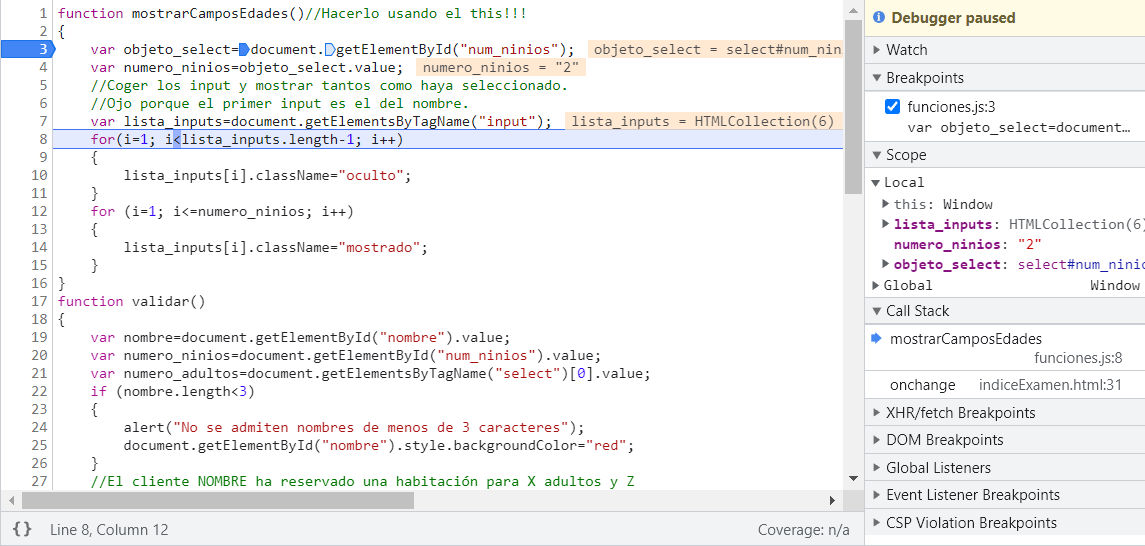 1 function mostrarCamposEdades()//Hacerlo usando el this!!!
2 {
3 var objeto_select=document.getElementById("num_ninios"); objeto_select = select#num_nin
4 var numero_ninios=objeto_select.value; numero_ninios = "2"
5 //Coger los input y mostrar tantos como haya seleccionado.
6 //Ojo porque el primer input es el del nombre.
7 var lista_inputs=document.getElementsByTagName("input"); lista_inputs = HTMLCollection(6)
8 for(i=1; i<lista_inputs.length-1; i++)
9 {
10 lista_inputs[i].className="oculto";
11 }
12 for (i=1; i<=numero_ninios; i++)
13 {
14 lista_inputs[i].className="mostrado";
15 }
16 }
17 function validar()
18 {
19 var nombre=document.getElementById("nombre").value;
20 var numero_ninios=document.getElementById("num_ninios").value;
21 var numero_adultos=document.getElementsByTagName("select")[0].value;
22 if (nombre.length<3)
23 {
24 alert("No se admiten nombres de menos de 3 caracteres");
25 document.getElementById("nombre").style.backgroundColor="red";
26 }
27 //El cliente NOMBRE ha reservado una habitación para X adultos y Z
{} Line 8, Column 12 Coverage: n/a
Debugger paused
Watch
Breakpoints
funciones.js:3
var objeto_select=document…
Scope
Local
this: Window
lista_inputs: HTMLCollection(6)
numero_ninios: "2"
objeto_select: select#num_ninio
Global Window
Call Stack
mostrarCamposEdades
funciones.js:8
onchange indiceExamen.html:31
XHR/fetch Breakpoints
DOM Breakpoints
Global Listeners
Event Listener Breakpoints
CSP Violation Breakpoints